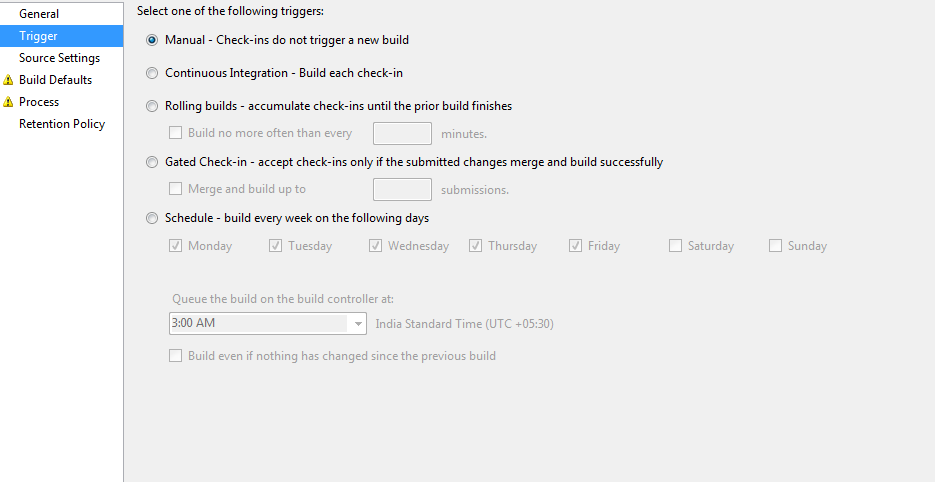 General
Trigger
Source Settings
Build Defaults
Process
Retention Policy
Select one of the following triggers:
Manual - Check-ins do not trigger a new build
Continuous Integration - Build each check-in
Rolling builds - accumulate check-ins until the prior build finishes
Build no more often than every minutes.
Gated Check-in - accept check-ins only if the submitted changes merge and build successfully
Merge and build up to submissions.
Schedule - build every week on the following days
Monday Tuesday Wednesday Thursday Friday Saturday Sunday
Queue the build on the build controller at:
3:00 AM India Standard Time (UTC +05:30)
Build even if nothing has changed since the previous build